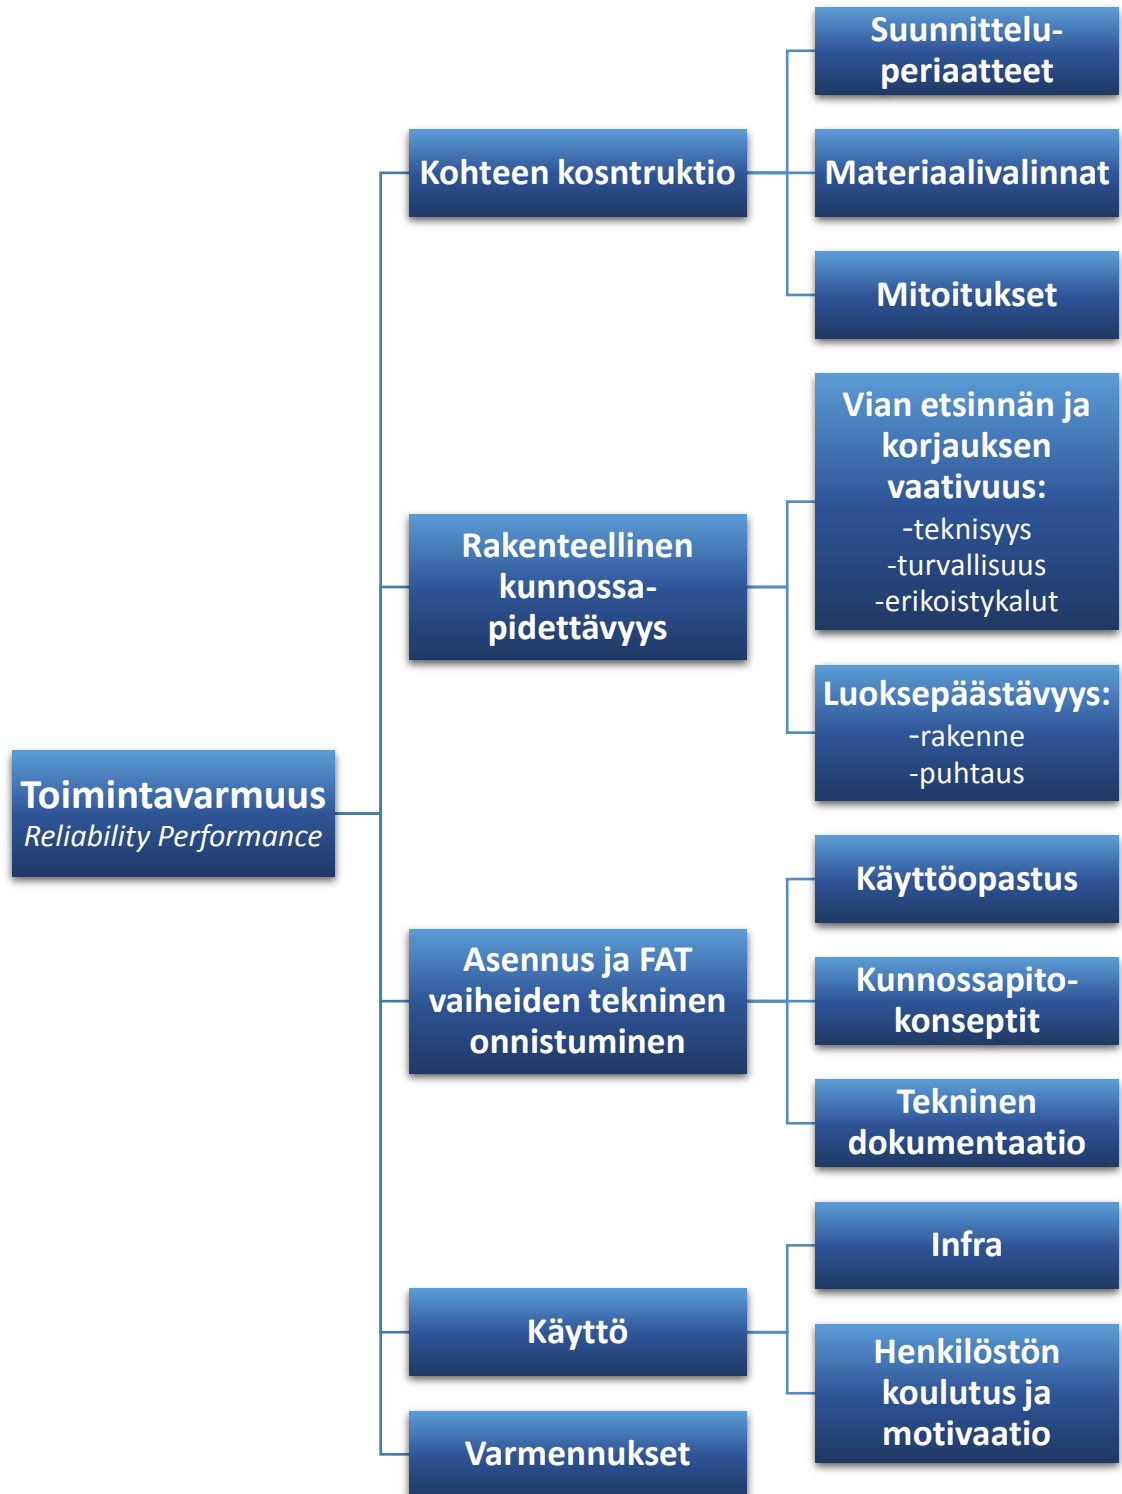 Toimintavarmuus
Reliability Performance
Kohteen kosntruktio
Suunnittelu-
periaatteet
Materiaalivalinnat
Mitoitukset
Rakenteellinen
kunnossa-
pidettävyys
Vian etsinnän ja
korjauksen
vaativuus:
-teknisyys
-turvallisuus
-erikoistykalut
Luoksepäästävyys:
-rakenne
-puhtaus
Asennus ja FAT
vaiheiden tekninen
onnistuminen
Käyttöopastus
Kunnossapito-
konseptit
Tekninen
dokumentaatio
Käyttö
Infra
Henkilöstön
koulutus ja
motivaatio
Varmennukset